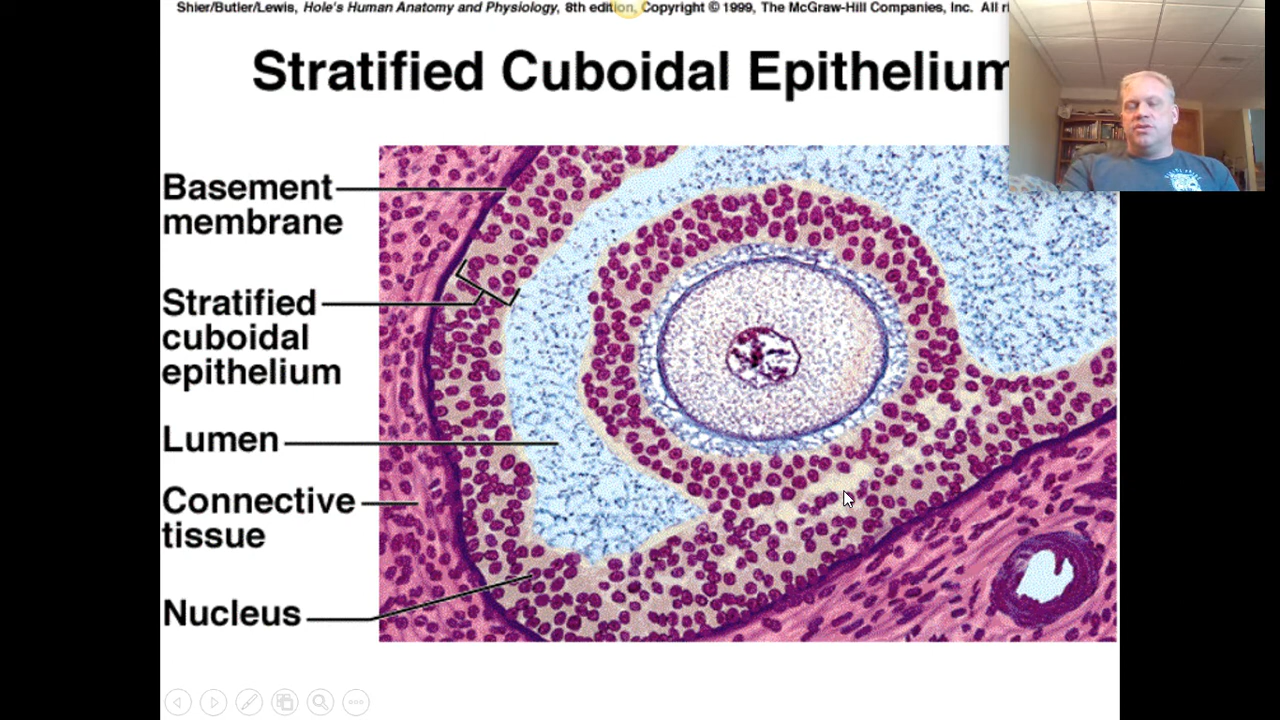 Shier/Butler/Lewis, Hole's Human Anatomy and Physiology, 8th edition, Copyright © 1999, The McGraw-Hill Companies, Inc. All
Stratified Cuboidal Epithelium
Basement
membrane
Stratified
cuboidal
epithelium
Lumen
Connective
tissue
Nucleus